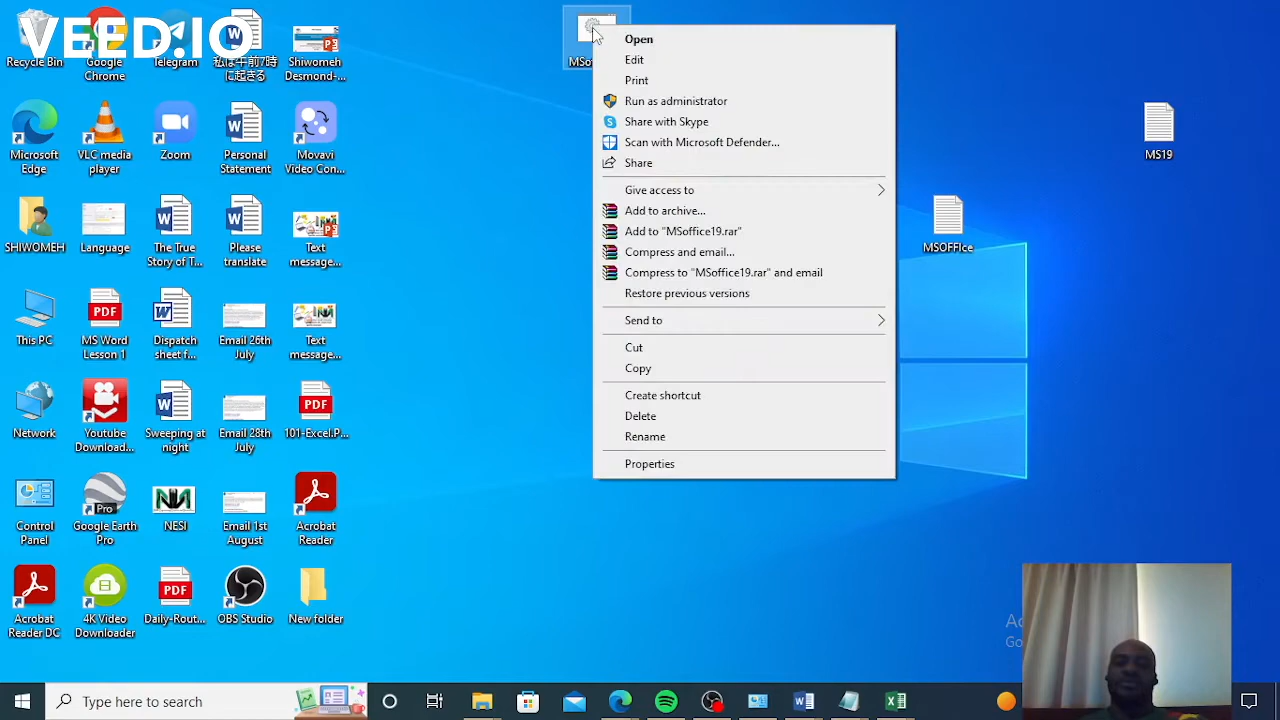 VEED.IO
Recycle Bin
Google
Chrome
Telegram
私は午前7時
に起きる
Shiwomeh
Desmond-...
Microsoft
Edge
VLC media
player
Zoom
Personal
Statement
Movavi
Video Con...
SHIWOMEH
Language
The True
Story of T...
Please
translate
Text
message...
This PC
MS Word
Lesson 1
Dispatch
sheet f...
Email 26th
July
Text
message...
Network
Youtube
Download...
Sweeping at
night
Email 28th
July
101-Excel.P...
Control
Panel
Google Earth
Pro
NESI
Email 1st
August
Acrobat
Reader
Acrobat
Reader DC
4K Video
Downloader
Daily-Rout...
OBS Studio
New folder
Open
Edit
Print
Run as administrator
Share with Skype
Scan with Microsoft Defender...
Share
Give access to
Add to archive...
Add to "MSoffice19.rar"
Compress and email...
Compress to "MSoffice19.rar" and email
Restore previous versions
Send to
Cut
Copy
Create shortcut
Delete
Rename
Properties
MSOFFIce
MS19
Type here to search